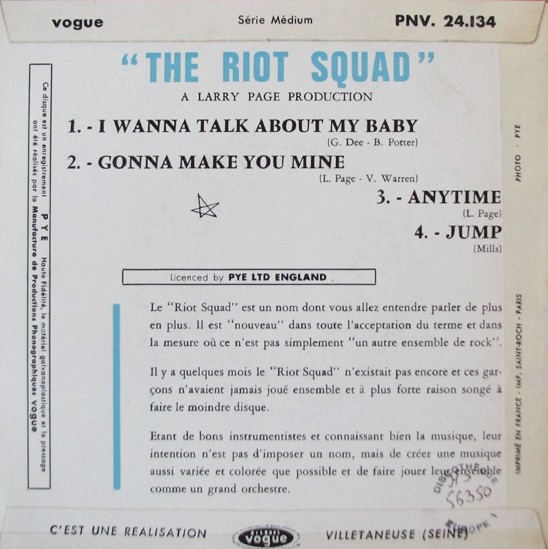 vogue Série Médium PNV. 24.134
"THE RIOT SQUAD"
A LARRY PAGE PRODUCTION
1. - I WANNA TALK ABOUT MY BABY
(G. Dee - B. Potter)
2. - GONNA MAKE YOU MINE
(L. Page - V. Warren)
3. - ANYTIME
(L. Page)
4. - JUMP
(Mills)
Licenced by PYE LTD ENGLAND
Le "Riot Squad" est un nom dont vous allez entendre parler de plus
en plus. Il est "nouveau" dans toute l'acceptation du terme et dans
la mesure où ce n'est pas simplement "un autre ensemble de rock".
Il y a quelques mois le "Riot Squad" n'existait pas encore et ces gar-
çons n'avaient jamais joué ensemble et à plus forte raison songé à
faire le moindre disque.
Etant de bons instrumentistes et connaissant bien la musique, leur
intention n'est pas d'imposer un nom, mais de créer une musique
aussi variée et colorée que possible et de faire jouer leur ensemble
comme un grand orchestre.
Ce disque est un enregistrement PYE Haute Fidélité, le matériel galvanoplastique et le pressage
ont été réalisés par la Manufacture de Productions Phonographiques VOGUE
PHOTO - PYE
IMPRIMÉ EN FRANCE - IMP. SAINT-ROCH - PARIS
56350
EUROPE 1
C'EST UNE REALISATION vogue VILLETANEUSE (SEINE)